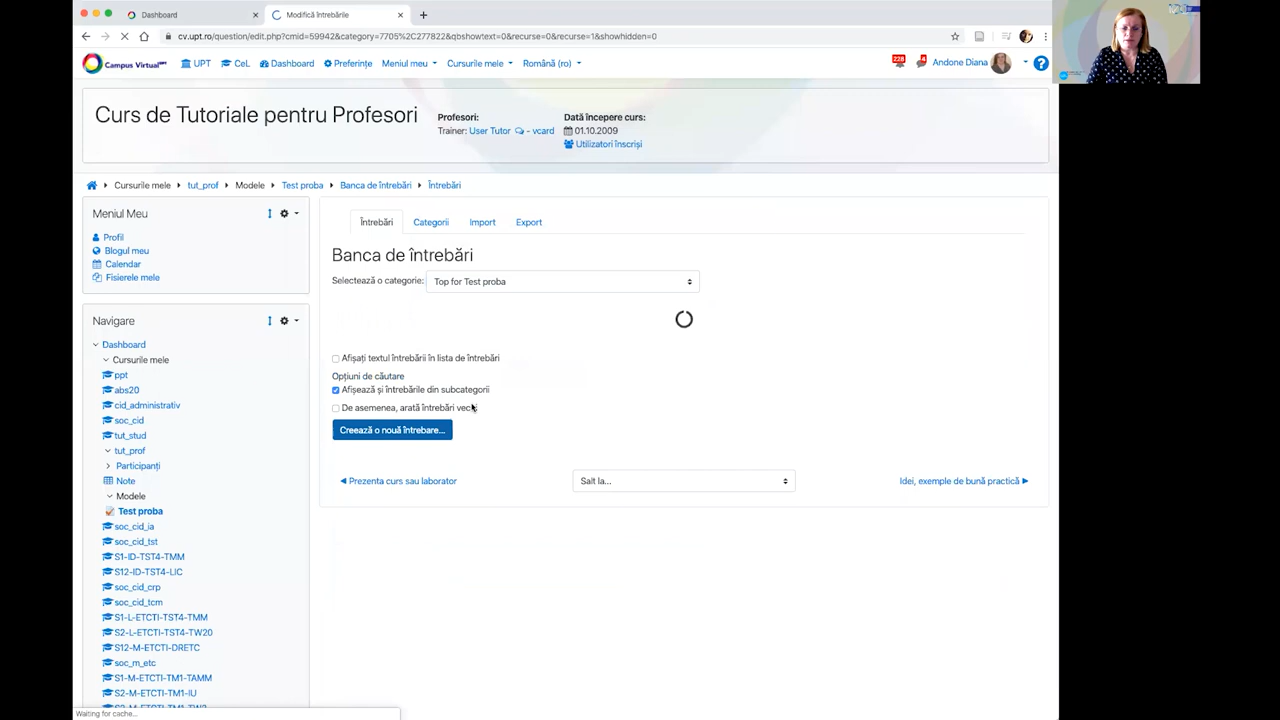 Dashboard
Modifică întrebările
cv.upt.ro/question/edit.php?cmid=59942&category=7705%2C277822&qbshowtext=0&recurse=0&recurse=1&showhidden=0
Campus Virtual UPT
UPT
CeL
Dashboard
Preferințe
Meniul meu
Cursurile mele
Română (ro)
228
4
Andone Diana
Curs de Tutoriale pentru Profesori
Profesori:
Trainer: User Tutor - vcard
Dată începere curs:
01.10.2009
Utilizatori înscriși
Cursurile mele
tut_prof
Modele
Test proba
Banca de întrebări
Întrebări
Meniul Meu
Profil
Blogul meu
Calendar
Fisierele mele
Navigare
Dashboard
Cursurile mele
ppt
abs20
cid_administrativ
soc_cid
tut_stud
tut_prof
Participanți
Note
Modele
Test proba
soc_cid_ia
soc_cid_tst
S1-ID-TST4-TMM
S12-ID-TST4-LIC
soc_cid_crp
soc_cid_tcm
S1-L-ETCTI-TST4-TMM
S2-L-ETCTI-TST4-TW20
S12-M-ETCTI-DRETC
soc_m_etc
S1-M-ETCTI-TM1-TAMM
S2-M-ETCTI-TM1-IU
Waiting for cache...
Întrebări
Categorii
Import
Export
Banca de întrebări
Selectează o categorie:
Top for Test proba
Afișați textul întrebării în lista de întrebări
Opțiuni de căutare
Afișează și întrebările din subcategorii
De asemenea, arată întrebări vechi
Creează o nouă întrebare...
◀ Prezenta curs sau laborator
Salt la...
Idei, exemple de bună practică ▶